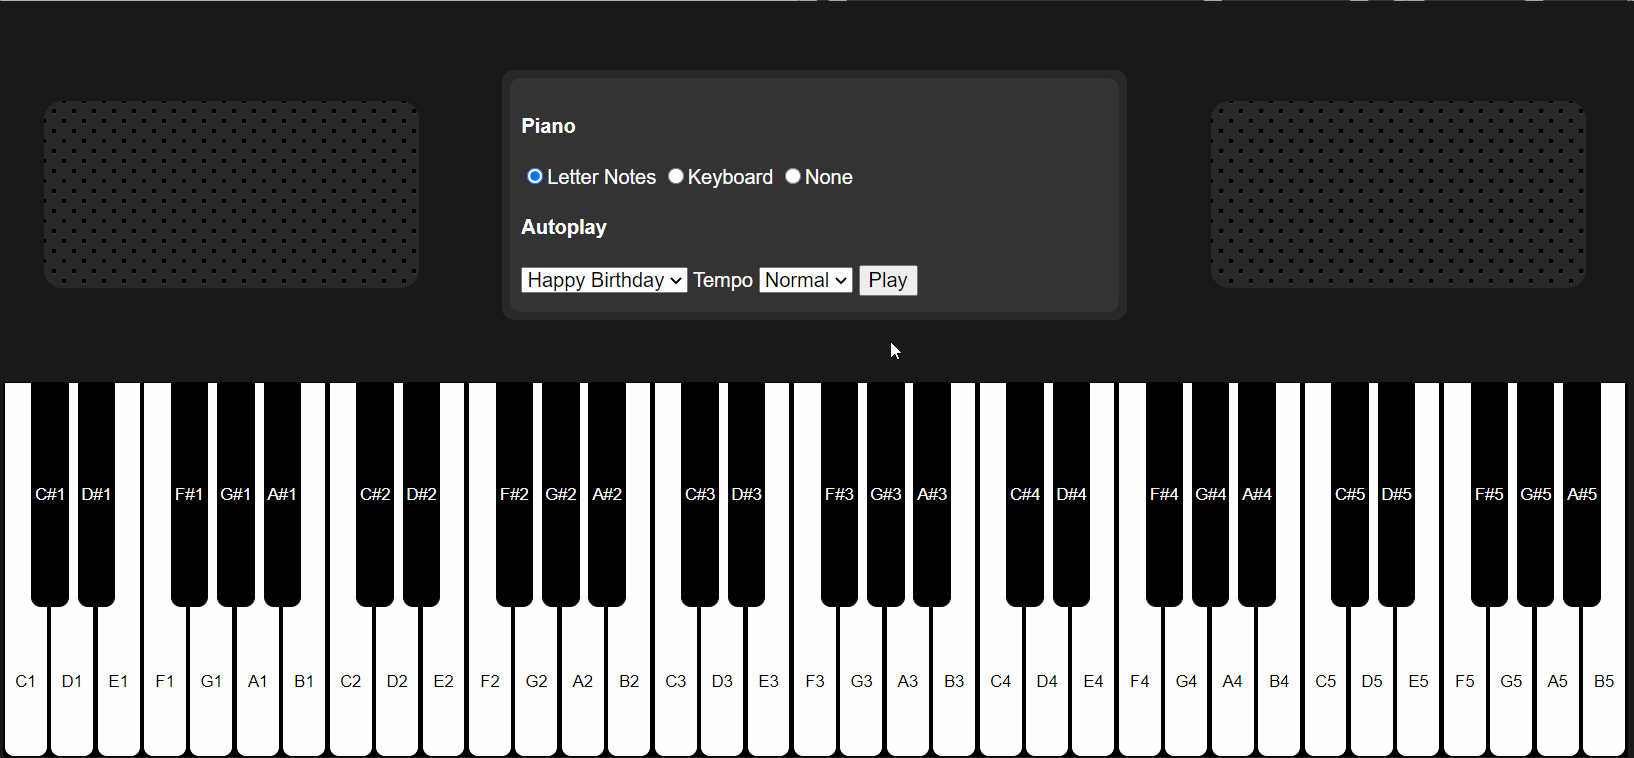 Piano
Letter Notes Keyboard None
Autoplay
Happy Birthday Tempo Normal Play
C#1 D#1 F#1 G#1 A#1 C#2 D#2 F#2 G#2 A#2 C#3 D#3 F#3 G#3 A#3 C#4 D#4 F#4 G#4 A#4 C#5 D#5 F#5 G#5 A#5
C1 D1 E1 F1 G1 A1 B1 C2 D2 E2 F2 G2 A2 B2 C3 D3 E3 F3 G3 A3 B3 C4 D4 E4 F4 G4 A4 B4 C5 D5 E5 F5 G5 A5 B5